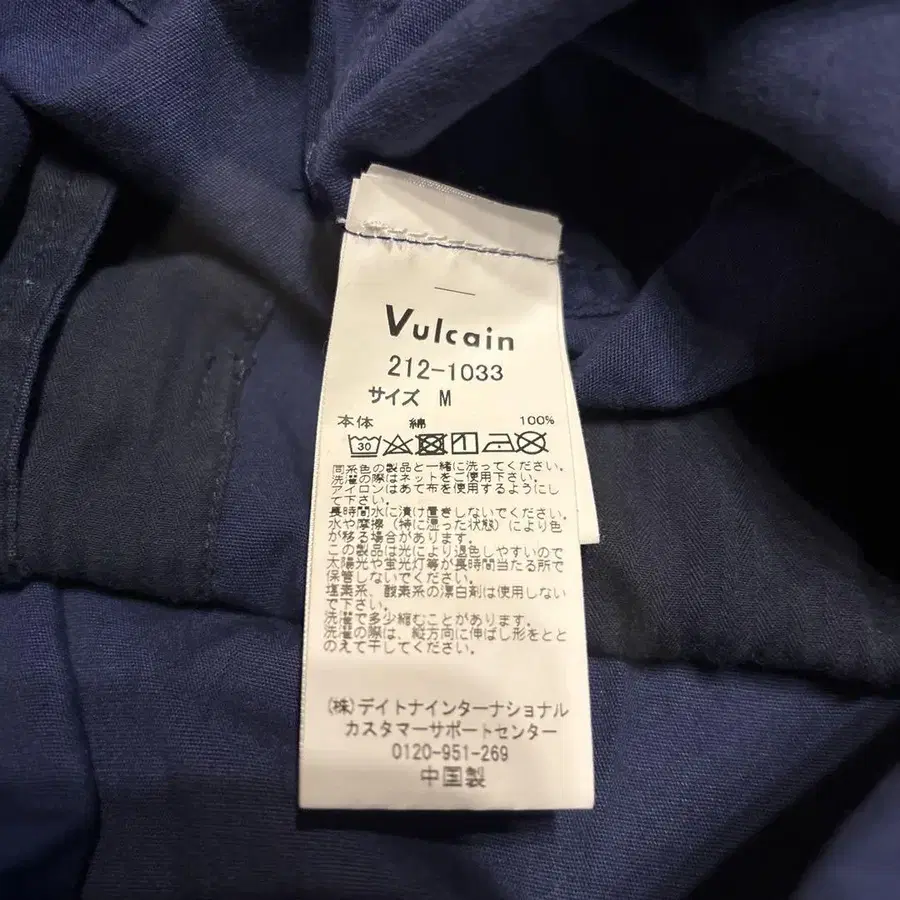 Vulcain
212-1033
サイズ M
本体 綿 100%
30
同系色の製品と一緒に洗ってください。
洗濯の際はネットをご使用下さい。
アイロンはあて布を使用するようにし
て下さい。
長時間水に漬け置きしないでください。
水や摩擦（特に湿った状態）により色
が移る場合があります。
この製品は光により退色しやすいので
太陽光や蛍光灯等が長時間当たる所で
保管しないでください。
塩素系、酸素系の漂白剤は使用しない
で下さい。
洗濯で多少縮むことがあります。
洗濯の際は、縦方向に伸ばし形をとと
のえて干してください。
(株)デイトナインターナショナル
カスタマーサポートセンター
0120-951-269
中国製